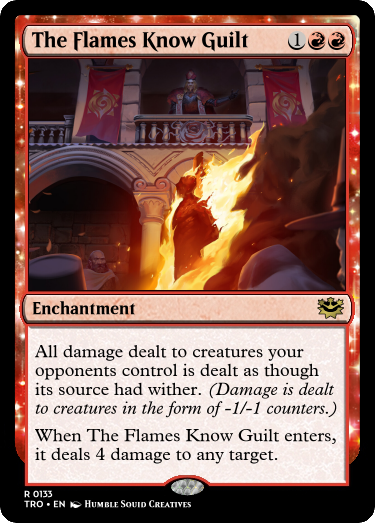 The Flames Know Guilt 1
Enchantment
All damage dealt to creatures your
opponents control is dealt as though
its source had wither. (Damage is dealt
to creatures in the form of -1/-1 counters.)
When The Flames Know Guilt enters,
it deals 4 damage to any target.
R 0133
TRO • EN Humble Squid Creatives